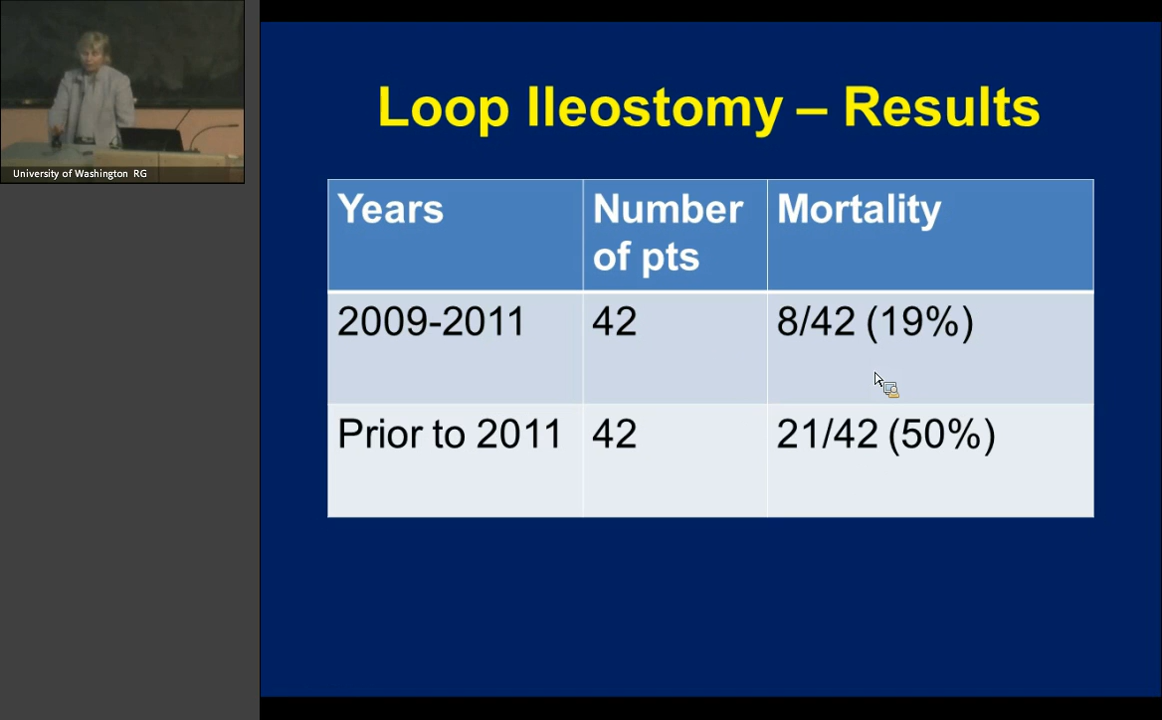 University of Washington RG
Loop Ileostomy – Results
Years
Number
of pts
Mortality
2009-2011
42
8/42 (19%)
Prior to 2011
42
21/42 (50%)